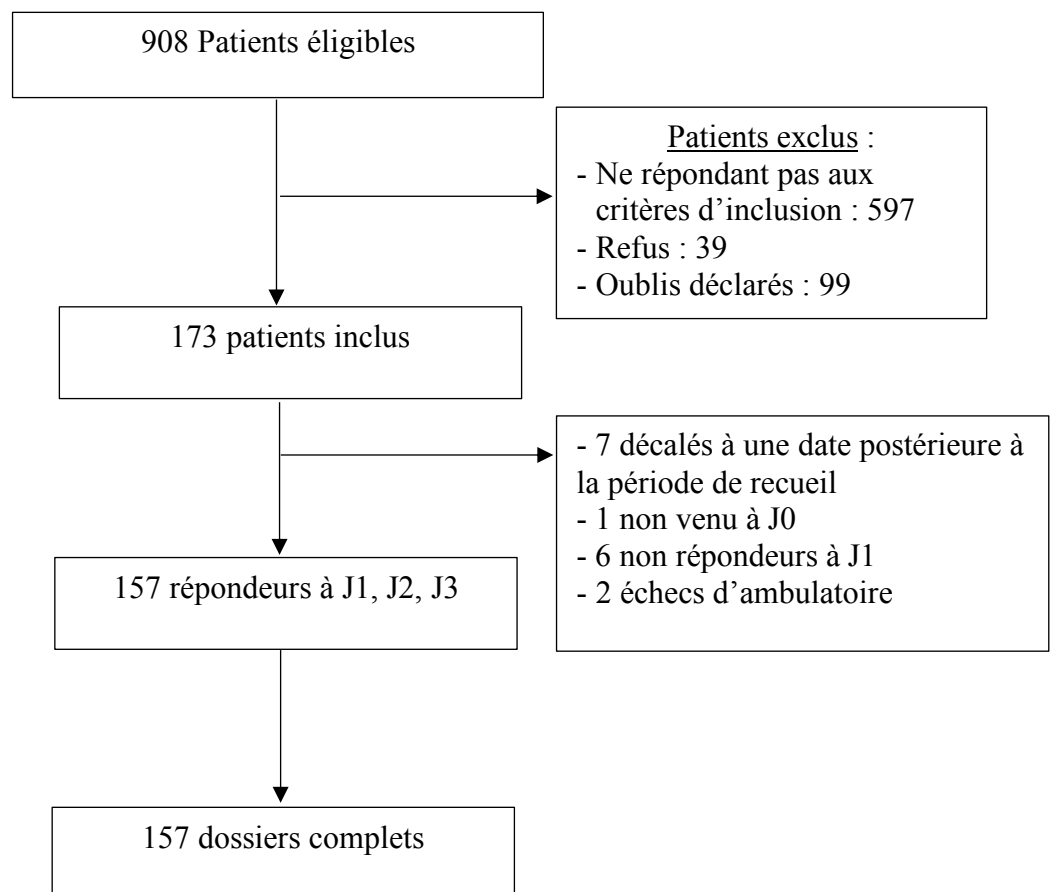 908 Patients éligibles
Patients exclus :
- Ne répondant pas aux
critères d’inclusion : 597
- Refus : 39
- Oublis déclarés : 99
173 patients inclus
- 7 décalés à une date postérieure à
la période de recueil
- 1 non venu à J0
- 6 non répondeurs à J1
- 2 échecs d’ambulatoire
157 répondeurs à J1, J2, J3
157 dossiers complets